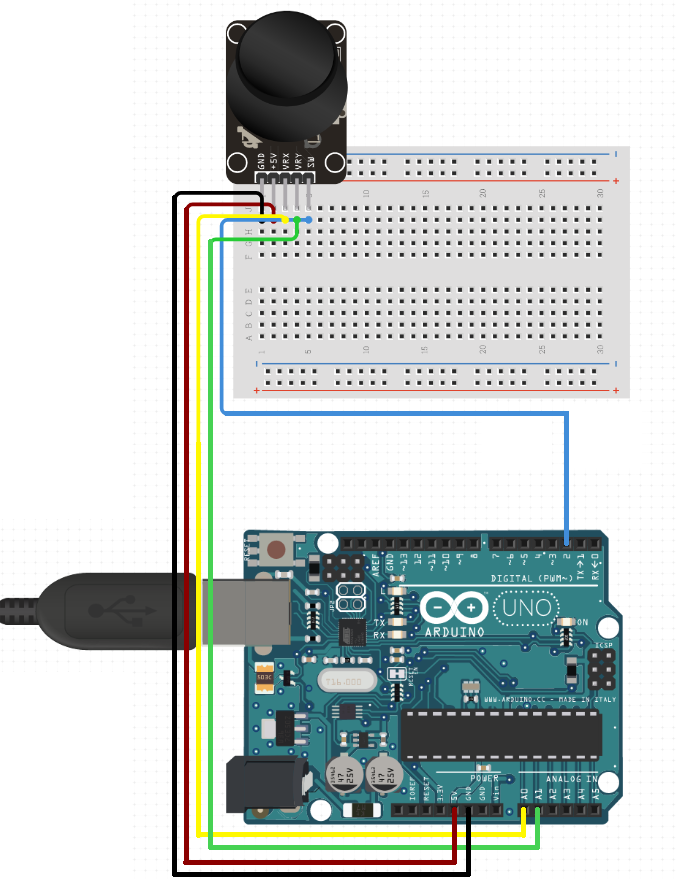 GND
+5V
VRX
VRY
SW
-
+
10
15
20
25
30
J
H
G
F
E
D
C
B
A
1
5
10
15
20
25
30
-
-
+
+
RESET
AREF
GND
~13
12
~11
~10
~9
8
7
~6
~5
4
~3
2
TX→1
RX←0
DIGITAL (PWM~)
JP2
L
TX
RX
UNO
ARDUINO
ON
ICSP
503C
T16.000
WWW.ARDUINO.CC - MADE IN ITALY
47
25V
47
25V
POWER
ANALOG IN
IOREF
RESET
3.3V
5V
GND
GND
Vin
A0
A1
A2
A3
A4
A5